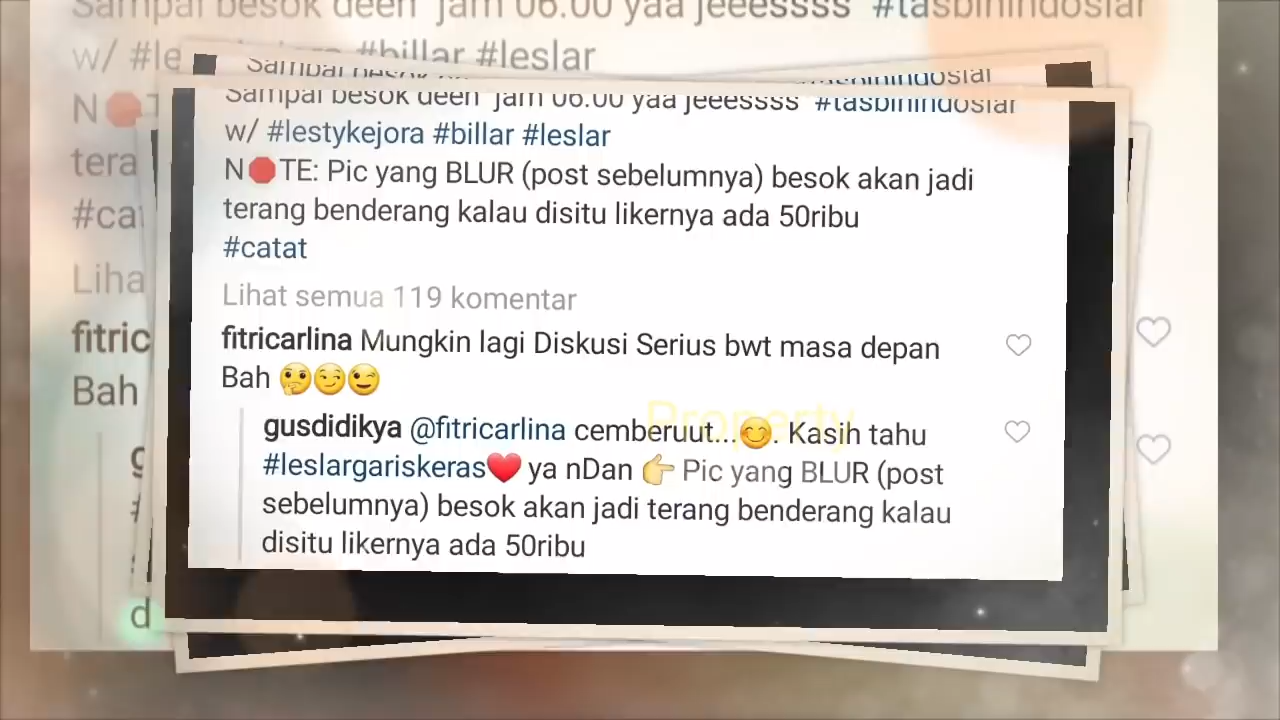 Sampai besok deeh jam 06.00 yaa jeeessss #tasbihindosiar
w/ #lestykejora #billar #leslar
N🛑TE: Pic yang BLUR (post sebelumnya) besok akan jadi
terang benderang kalau disitu likernya ada 50ribu
#catat
Lihat semua 119 komentar
fitricarlina Mungkin lagi Diskusi Serius bwt masa depan
Bah 🤔😏😉
gusdidikya @fitricarlina cemberuut...😊. Kasih tahu
#leslargariskeras❤️ ya nDan 👉 Pic yang BLUR (post
sebelumnya) besok akan jadi terang benderang kalau
disitu likernya ada 50ribu
Property